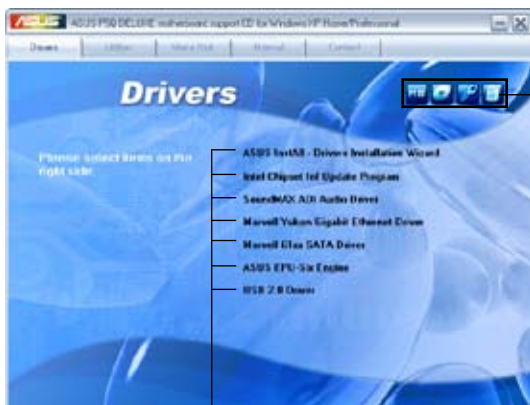 ASUS P5Q DELUXE motherboard support CD for Windows XP Home/Professional
Drivers Utilities Make Disk Manual Contact
Drivers
Please select items on the
right side.
ASUS InstAll - Drivers Installation Wizard
Intel Chipset Inf Update Program
SoundMAX ADI Audio Driver
Marvell Yukon Gigabit Ethernet Driver
Marvell 61xx SATA Driver
ASUS EPU-Six Engine
USB 2.0 Driver